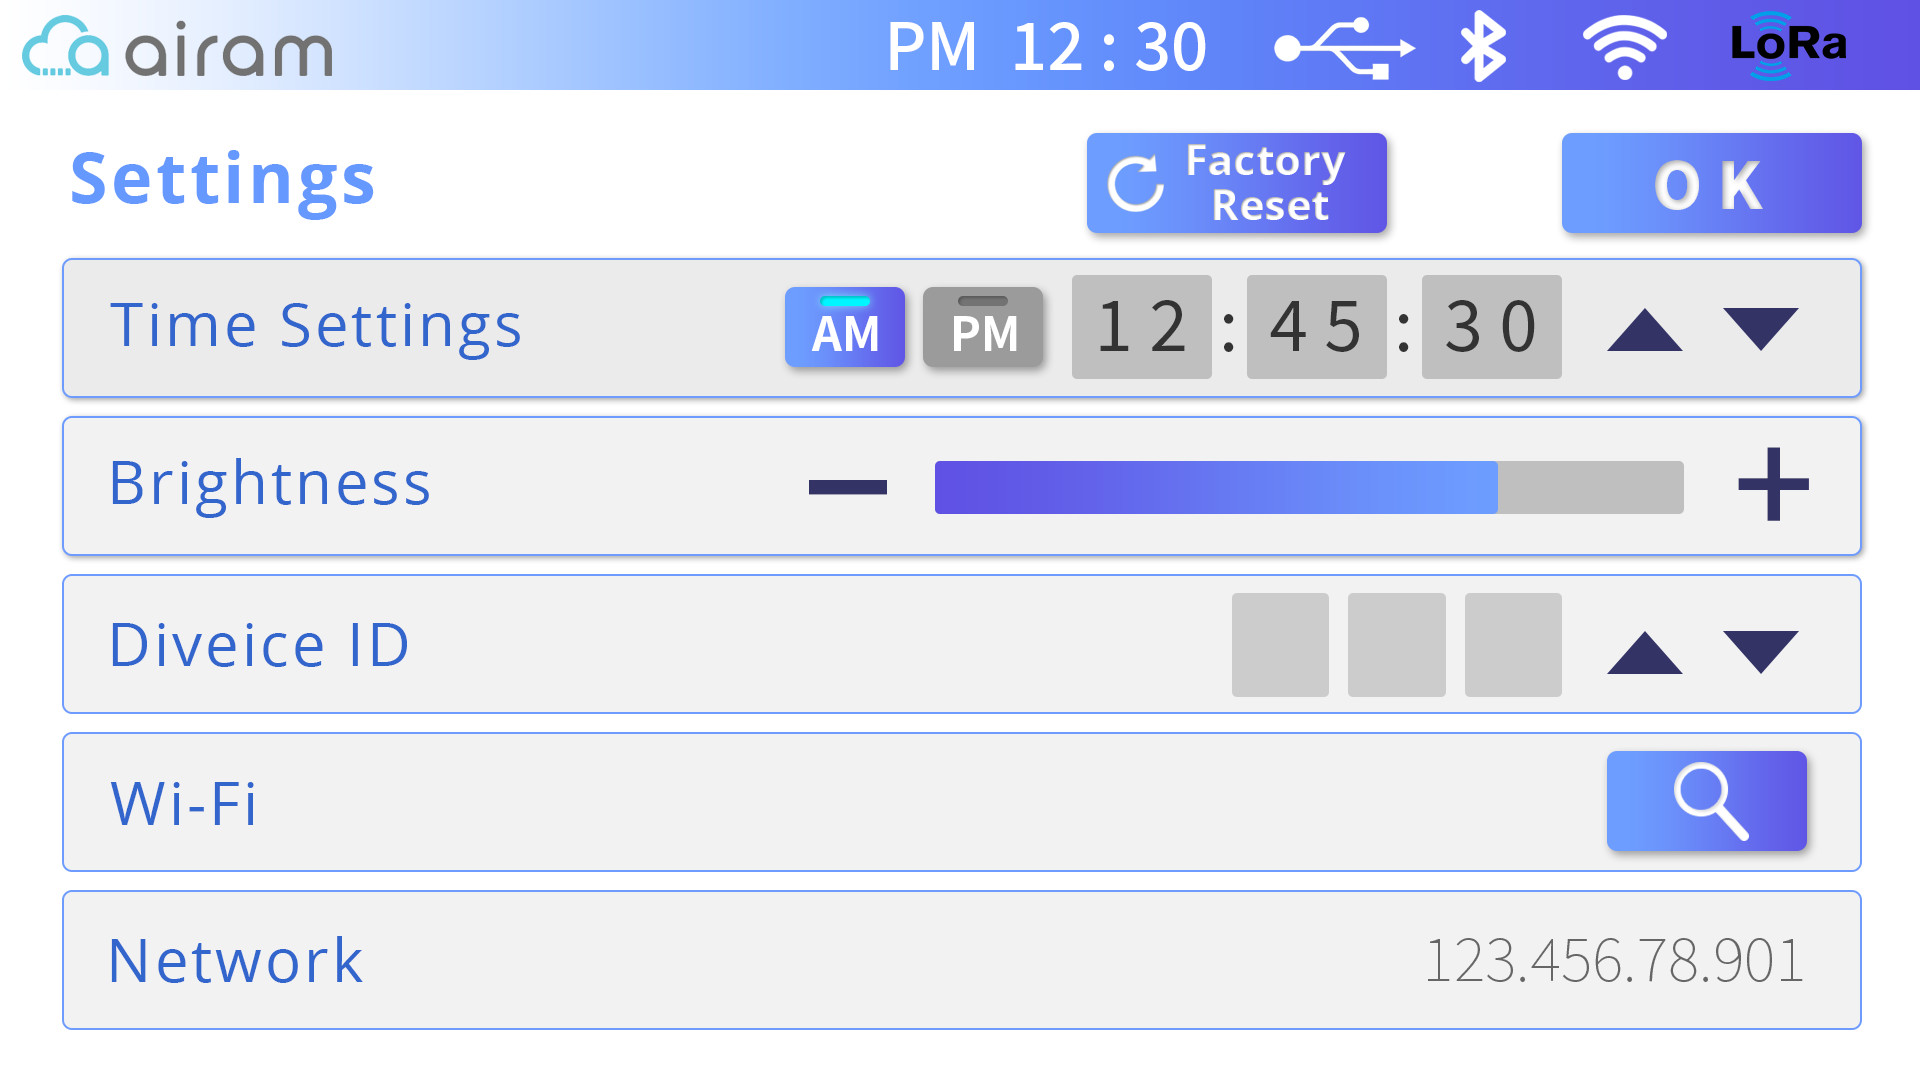 airam PM 12 : 30 LoRa
Settings
Factory
Reset
OK
Time Settings AM PM 12 : 45 : 30
Brightness
Diveice ID
Wi-Fi
Network 123.456.78.901